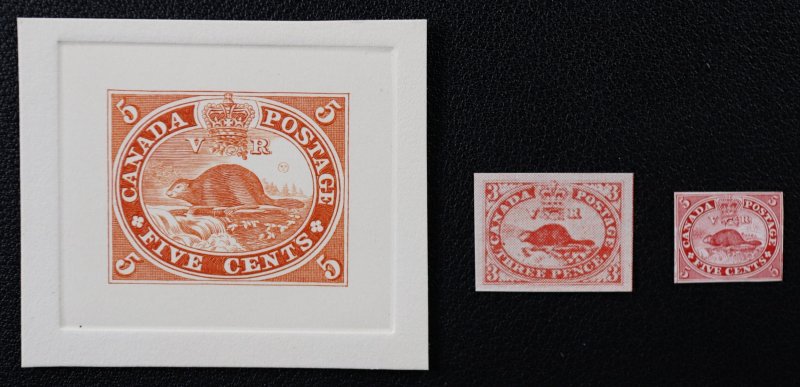 5 5
CANADA POSTAGE
V R
FIVE CENTS
5 5
3 3
CANADA POSTAGE
V R
THREE PENCE.
3 3
5 5
CANADA POSTAGE
V R
FIVE CENTS
5 5